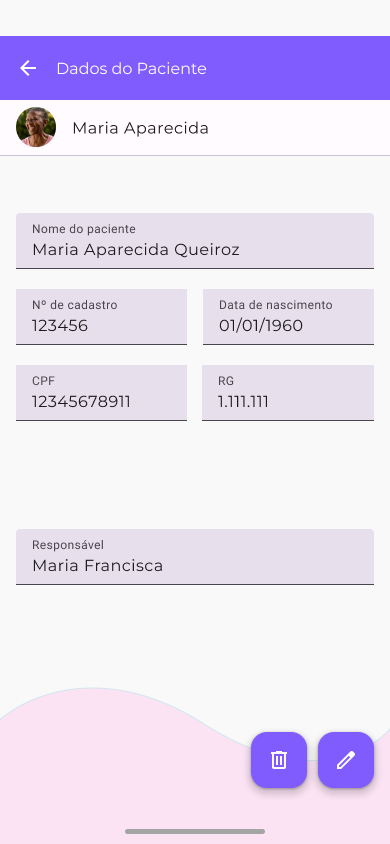 Dados do Paciente
Maria Aparecida
Nome do paciente
Maria Aparecida Queiroz
Nº de cadastro
123456
Data de nascimento
01/01/1960
CPF
12345678911
RG
1.111.111
Responsável
Maria Francisca